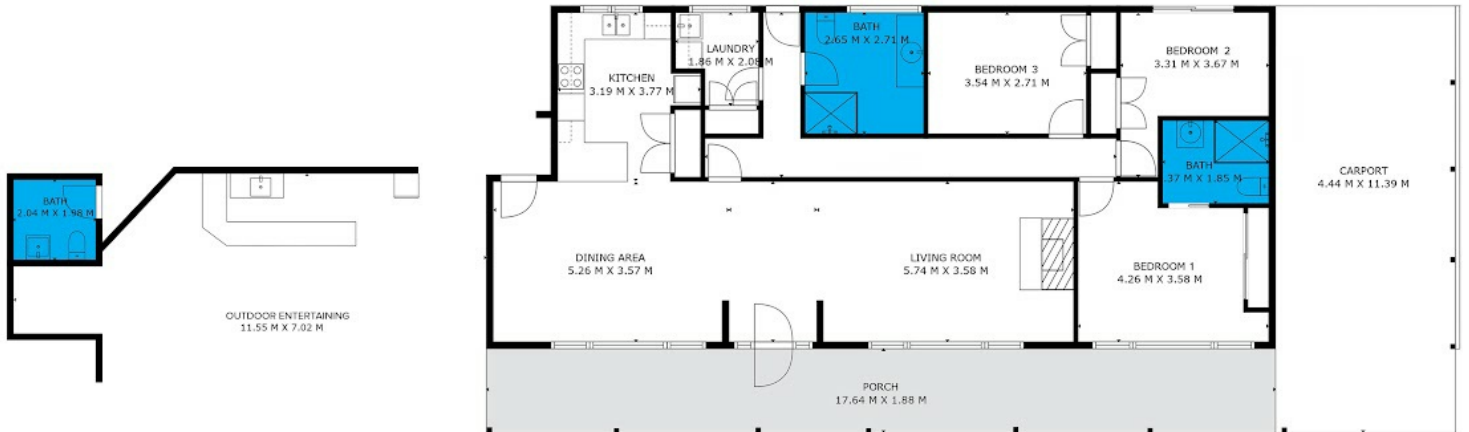 BATH
2.04 M X 1.98 M
OUTDOOR ENTERTAINING
11.55 M X 7.02 M
KITCHEN
3.19 M X 3.77 M
LAUNDRY
BATH
2.65 M X 2.71 M
BEDROOM 3
3.54 M X 2.71 M
BEDROOM 2
3.31 M X 3.67 M
BATH
X 1.85 M
CARPORT
4.44 M X 11.39 M
DINING AREA
5.26 M X 3.57 M
LIVING ROOM
5.74 M X 3.58 M
BEDROOM 1
4.26 M X 3.58 M
PORCH
17.64 M X 1.88 M